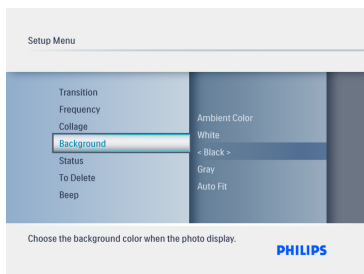 Setup Menu
Transition
Frequency
Collage
Background
Status
To Delete
Beep
Ambient Color
White
< Black >
Gray
Auto Fit
Choose the background color when the photo display.
PHILIPS